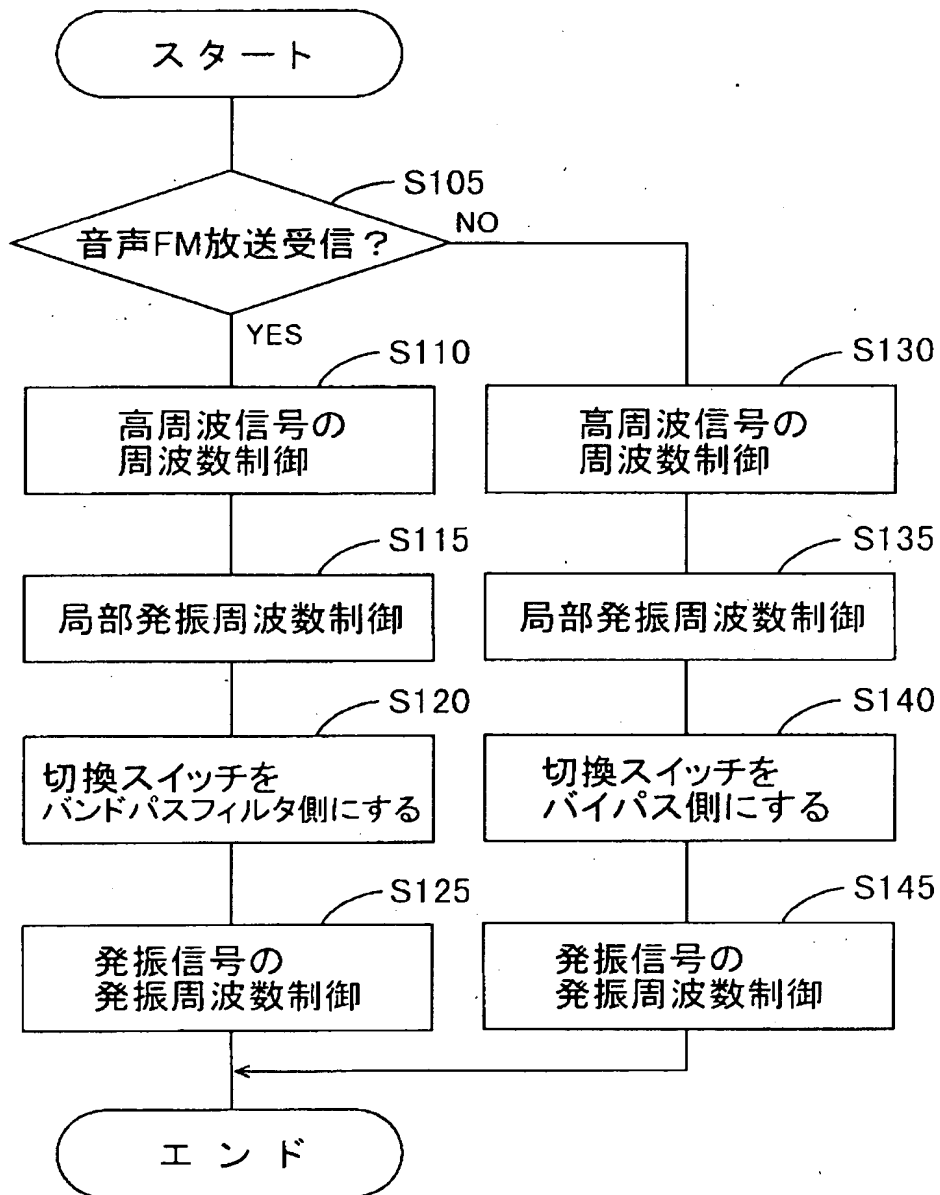 スタート
S105
音声FM放送受信？
NO
YES
S110
高周波信号の
周波数制御
S115
局部発振周波数制御
S120
切換スイッチを
バンドパスフィルタ側にする
S125
発振信号の
発振周波数制御
S130
高周波信号の
周波数制御
S135
局部発振周波数制御
S140
切換スイッチを
バイパス側にする
S145
発振信号の
発振周波数制御
エンド